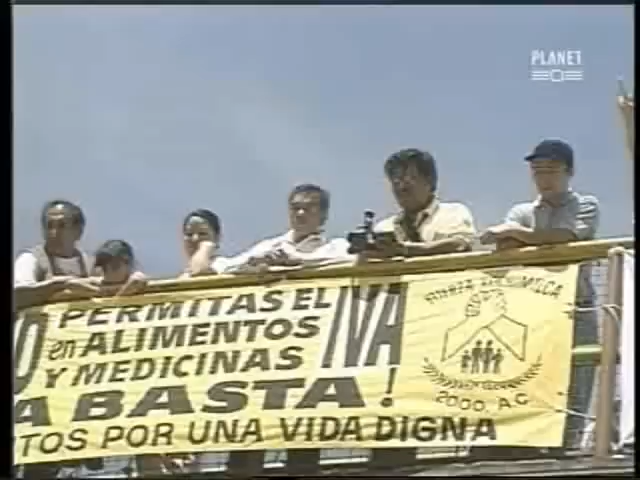 PLANET
PERMITAS EL IVA
en ALIMENTOS
Y MEDICINAS
A BASTA!
TOS POR UNA VIDA DIGNA
2000, A.C.